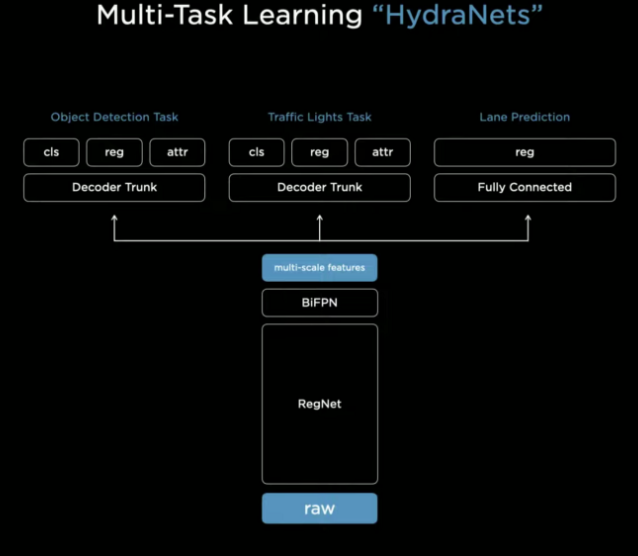 Multi-Task Learning “HydraNets”
Object Detection Task
Traffic Lights Task
Lane Prediction
cls reg attr
cls reg attr
reg
Decoder Trunk
Decoder Trunk
Fully Connected
multi-scale features
BiFPN
RegNet
raw